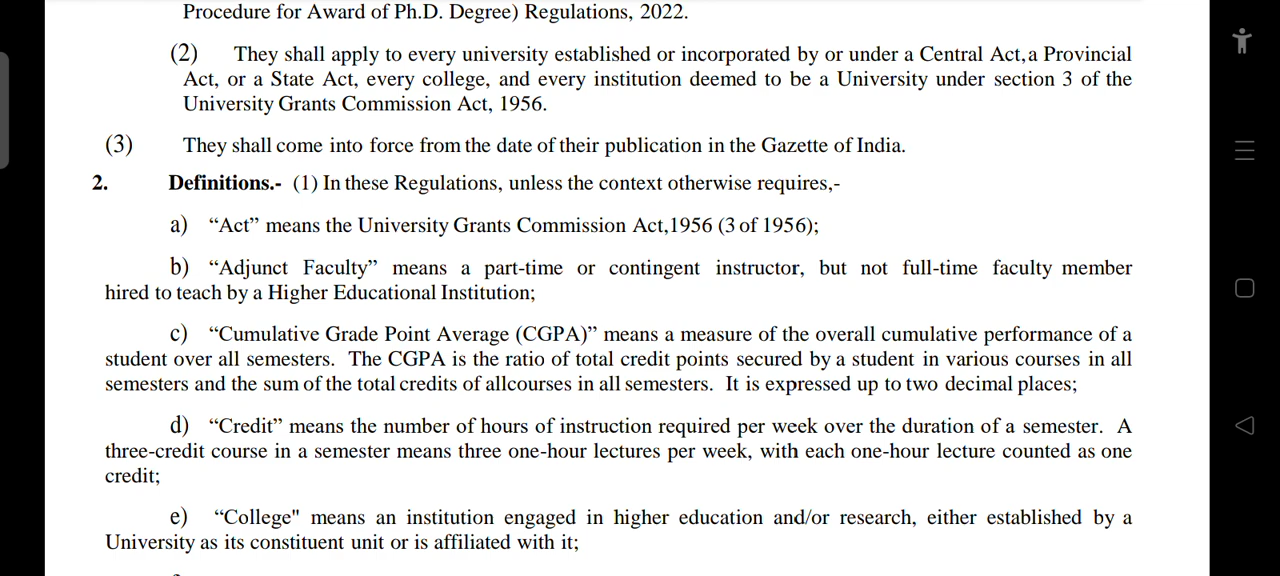 Procedure for Award of Ph.D. Degree) Regulations, 2022.
(2) They shall apply to every university established or incorporated by or under a Central Act,a Provincial
Act, or a State Act, every college, and every institution deemed to be a University under section 3 of the
University Grants Commission Act, 1956.
(3) They shall come into force from the date of their publication in the Gazette of India.
2. Definitions.- (1) In these Regulations, unless the context otherwise requires,-
a) “Act” means the University Grants Commission Act,1956 (3 of 1956);
b) “Adjunct Faculty” means a part-time or contingent instructor, but not full-time faculty member
hired to teach by a Higher Educational Institution;
c) “Cumulative Grade Point Average (CGPA)” means a measure of the overall cumulative performance of a
student over all semesters. The CGPA is the ratio of total credit points secured by a student in various courses in all
semesters and the sum of the total credits of allcourses in all semesters. It is expressed up to two decimal places;
d) “Credit” means the number of hours of instruction required per week over the duration of a semester. A
three-credit course in a semester means three one-hour lectures per week, with each one-hour lecture counted as one
credit;
e) “College" means an institution engaged in higher education and/or research, either established by a
University as its constituent unit or is affiliated with it;